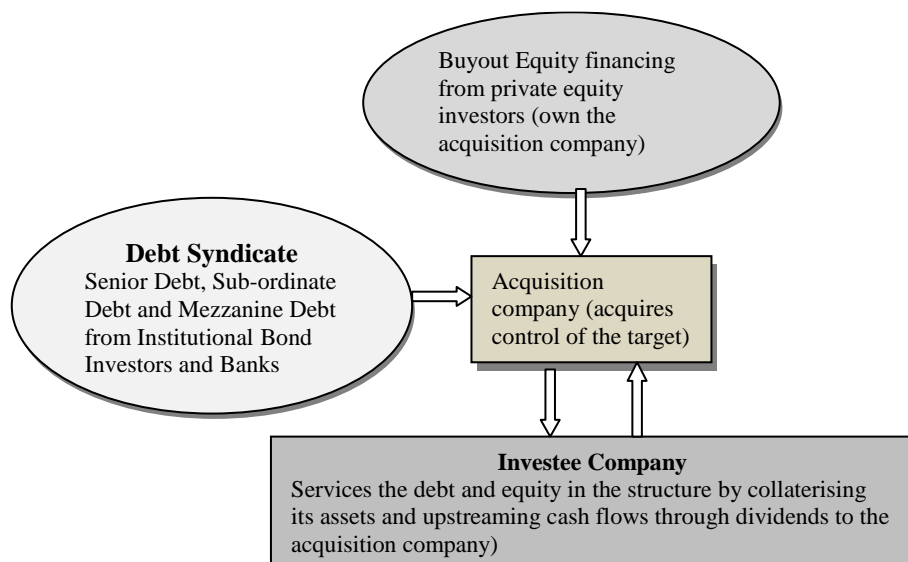 Buyout Equity financing
from private equity
investors (own the
acquisition company)
Debt Syndicate
Senior Debt, Sub-ordinate
Debt and Mezzanine Debt
from Institutional Bond
Investors and Banks
Acquisition
company (acquires
control of the target)
Investee Company
Services the debt and equity in the structure by collaterising
its assets and upstreaming cash flows through dividends to the
acquisition company)